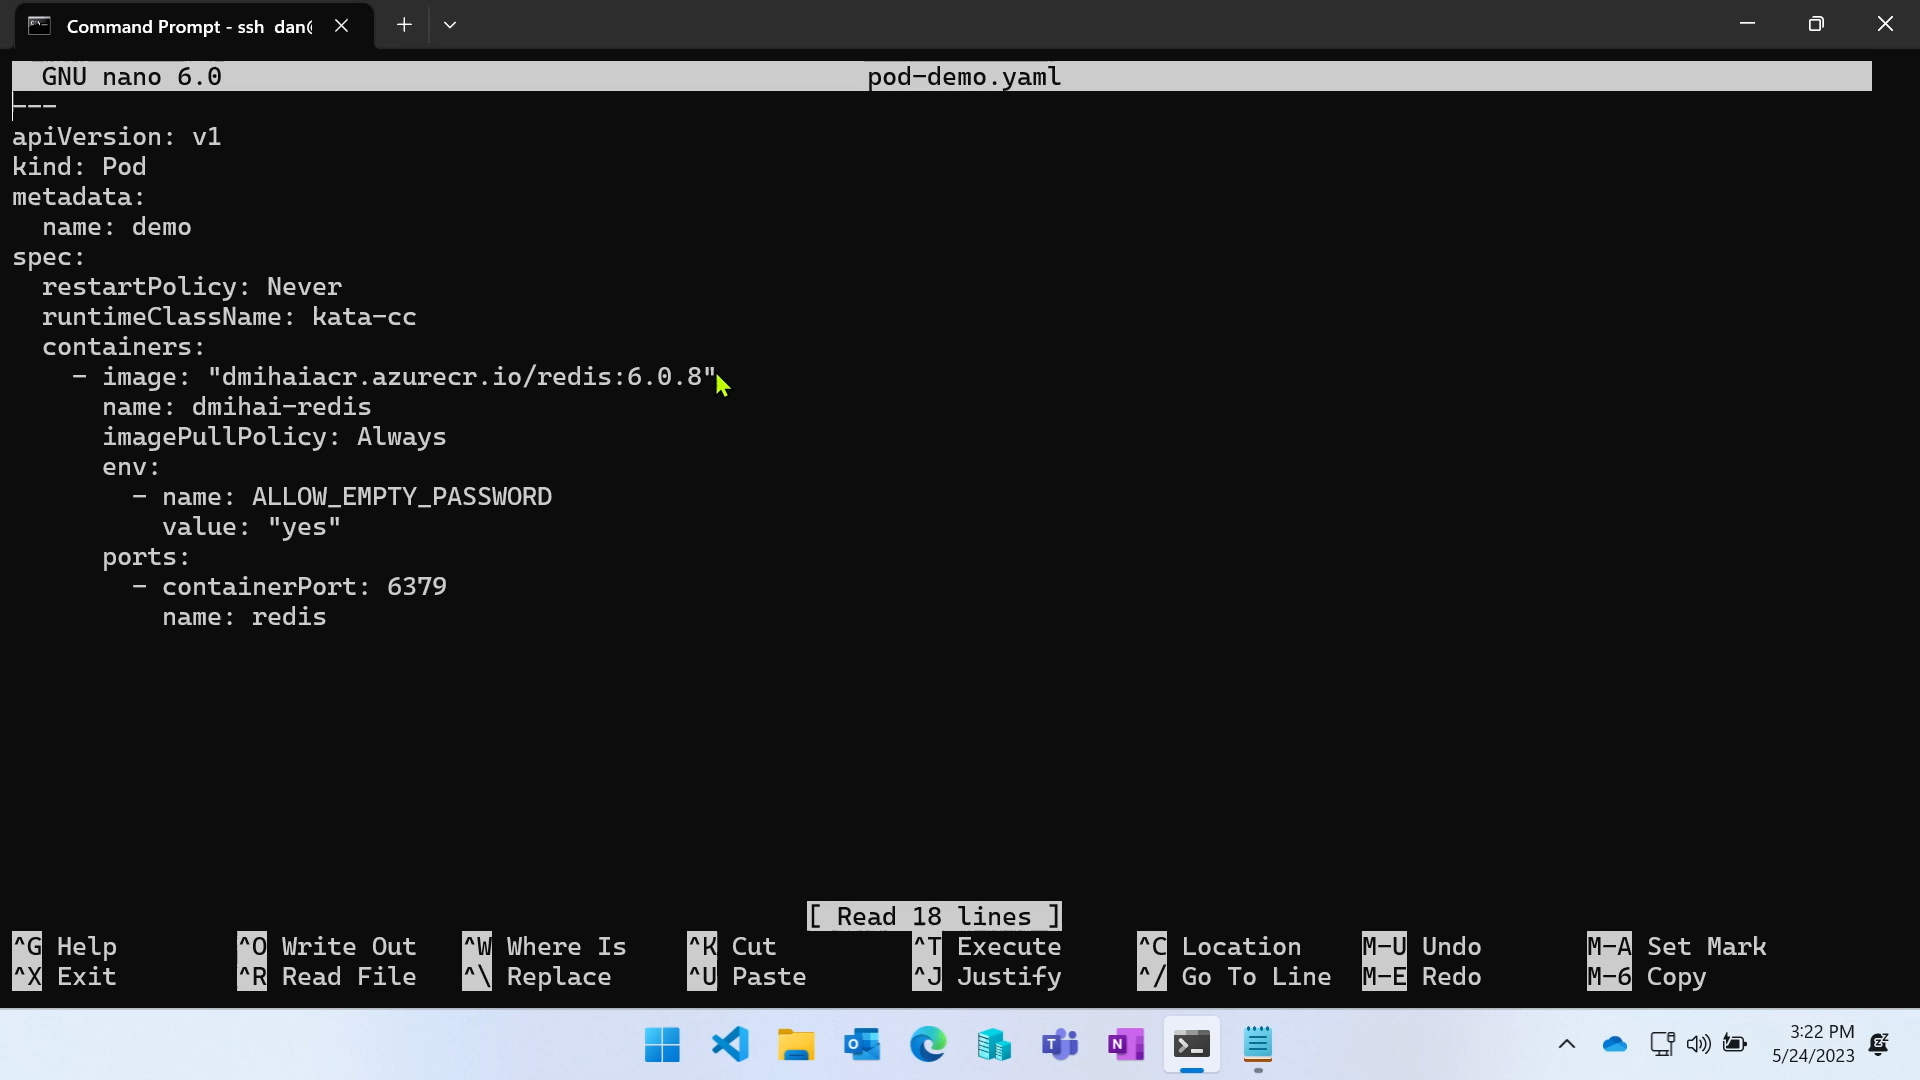 Command Prompt - ssh dan@
GNU nano 6.0 pod-demo.yaml
---
apiVersion: v1
kind: Pod
metadata:
  name: demo
spec:
  restartPolicy: Never
  runtimeClassName: kata-cc
  containers:
    - image: "dmihaiacr.azurecr.io/redis:6.0.8"
      name: dmihai-redis
      imagePullPolicy: Always
      env:
        - name: ALLOW_EMPTY_PASSWORD
          value: "yes"
      ports:
        - containerPort: 6379
          name: redis
[ Read 18 lines ]
^G Help ^O Write Out ^W Where Is ^K Cut ^T Execute ^C Location M-U Undo M-A Set Mark
^X Exit ^R Read File ^\ Replace ^U Paste ^J Justify ^/ Go To Line M-E Redo M-6 Copy
3:22 PM
5/24/2023